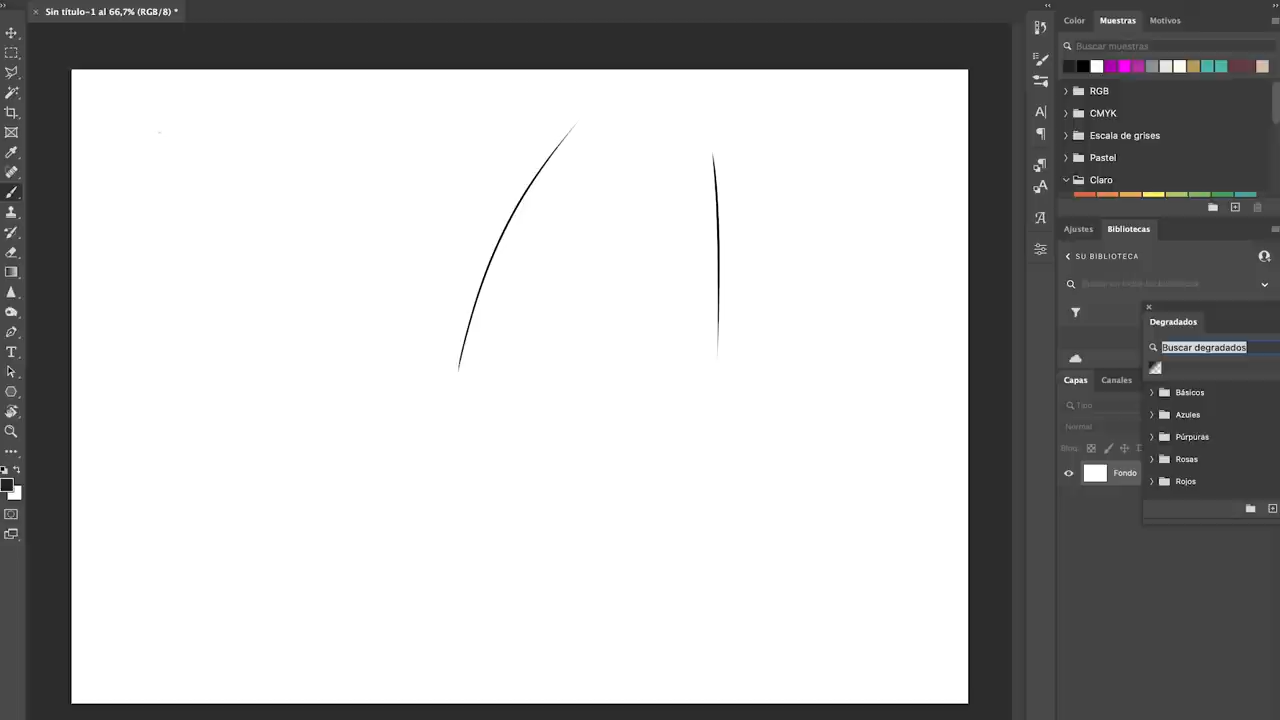 Sin título-1 al 66,7% (RGB/8) *
Color Muestras Motivos
Buscar muestras
RGB
CMYK
Escala de grises
Pastel
Claro
Ajustes Bibliotecas
SU BIBLIOTECA
Degradados
Buscar degradados
Básicos
Azules
Púrpuras
Rosas
Rojos
Capas Canales
Tipo
Normal
Bloq.
Fondo